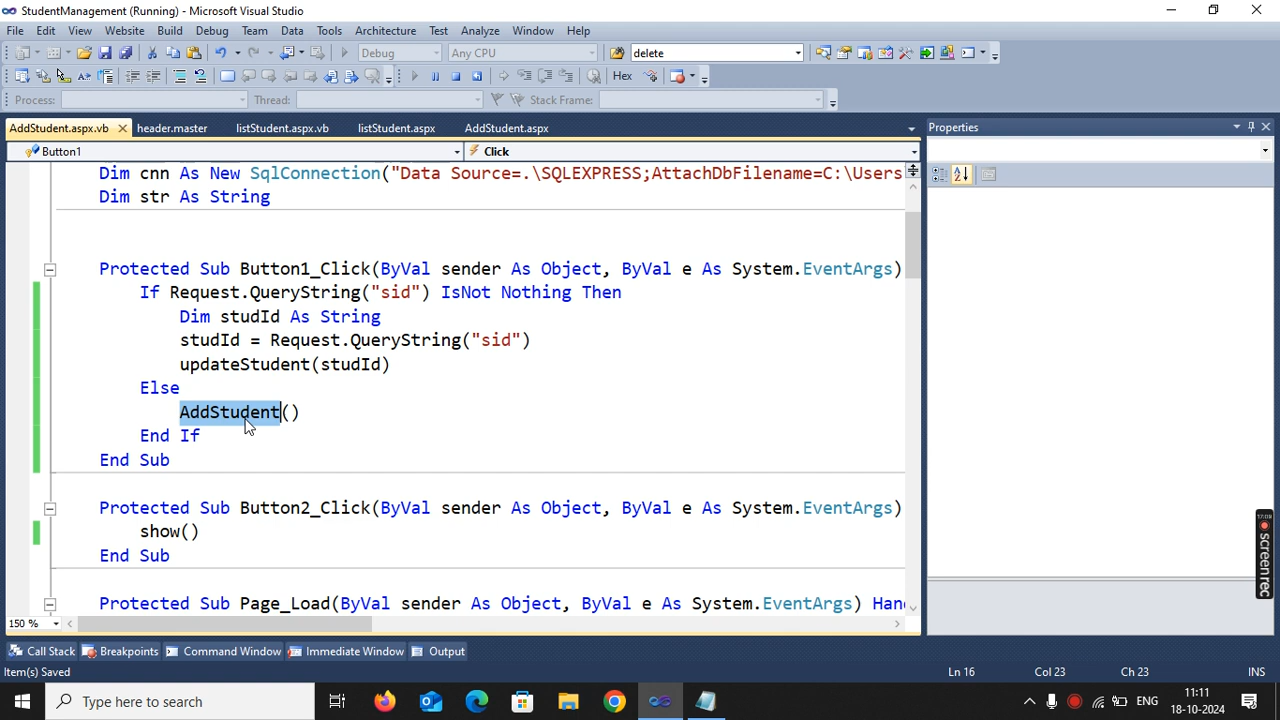 StudentManagement (Running) - Microsoft Visual Studio
File Edit View Website Build Debug Team Data Tools Architecture Test Analyze Window Help
Debug Any CPU delete
Hex
Process: Thread: Stack Frame:
AddStudent.aspx.vb header.master listStudent.aspx.vb listStudent.aspx AddStudent.aspx
Properties
Button1 Click
Dim cnn As New SqlConnection("Data Source=.\SQLEXPRESS;AttachDbFilename=C:\Users
Dim str As String
Protected Sub Button1_Click(ByVal sender As Object, ByVal e As System.EventArgs)
If Request.QueryString("sid") IsNot Nothing Then
Dim studId As String
studId = Request.QueryString("sid")
updateStudent(studId)
Else
AddStudent()
End If
End Sub
Protected Sub Button2_Click(ByVal sender As Object, ByVal e As System.EventArgs)
show()
End Sub
Protected Sub Page_Load(ByVal sender As Object, ByVal e As System.EventArgs) Han
150 %
screenrec
Call Stack Breakpoints Command Window Immediate Window Output
Item(s) Saved Ln 16 Col 23 Ch 23 INS
Type here to search
ENG
11:11
18-10-2024